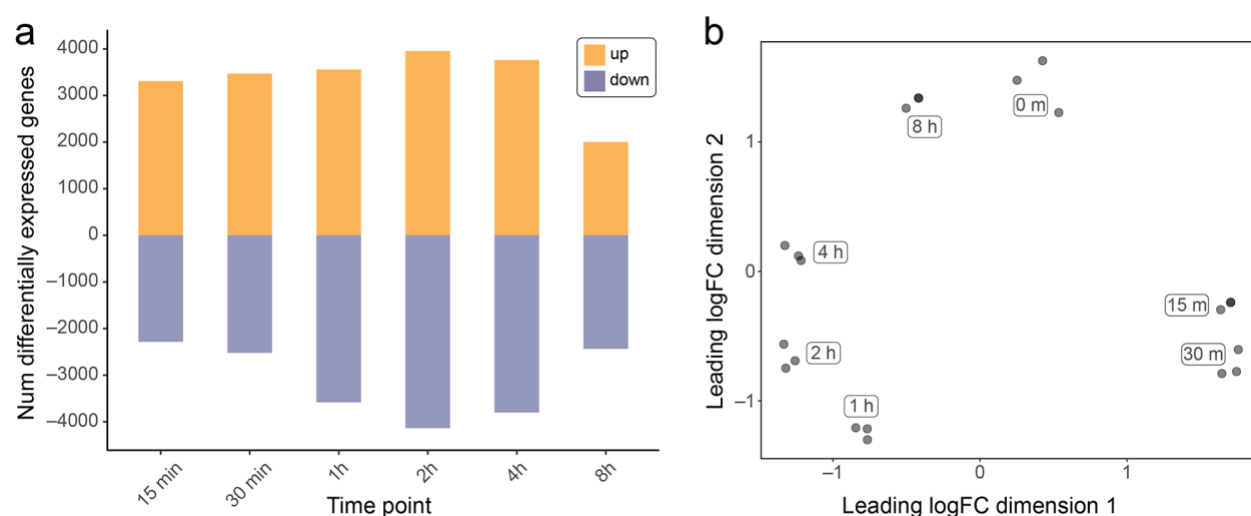 a
Num differentially expressed genes
4000
3000
2000
1000
0
−1000
−2000
−3000
−4000
up
down
15 min
30 min
1h
2h
4h
8h
Time point
b
Leading logFC dimension 2
1
0
−1
0 m
8 h
4 h
15 m
2 h
30 m
1 h
−1
0
1
Leading logFC dimension 1